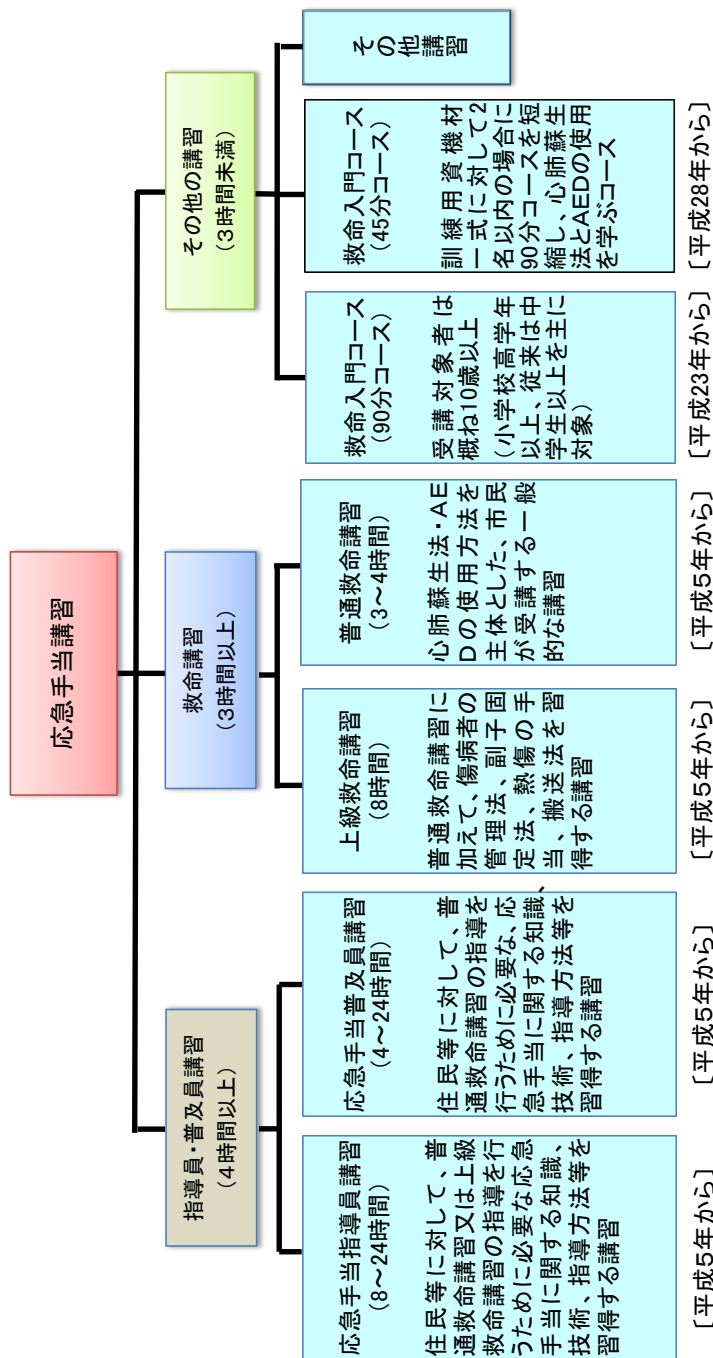 応急手当講習
指導員・普及員講習
(4時間以上)
救命講習
(3時間以上)
その他の講習
(3時間未満)
応急手当指導員講習
(8～24時間)
住民等に対して、普
通救命講習又は上級
救命講習の指導を行
うために必要な応急
手当に関する知識、
技術、指導方法等を
習得する講習
[平成5年から]
応急手当普及員講習
(4～24時間)
住民等に対して、普
通救命講習の指導を
行うために必要な、応
急手当に関する知識、
技術、指導方法等を
習得する講習
[平成5年から]
上級救命講習
(8時間)
普通救命講習に
加えて、傷病者の
管理法、副子固
定法、熱傷の手
当、搬送法を習
得する講習
[平成5年から]
普通救命講習
(3～4時間)
心肺蘇生法・AE
Dの使用方法を
主体とした、市民
が受講する一般
的な講習
[平成5年から]
救命入門コース
(90分コース)
受講対象者は
概ね10歳以上
(小学校高学年
以上、従来は中
学生以上を主に
対象)
[平成23年から]
救命入門コース
(45分コース)
訓練用資機材
一式に対して2
名以内の場合に
90分コースを短
縮し、心肺蘇生
法とAEDの使用
を学ぶコース
[平成28年から]
その他講習